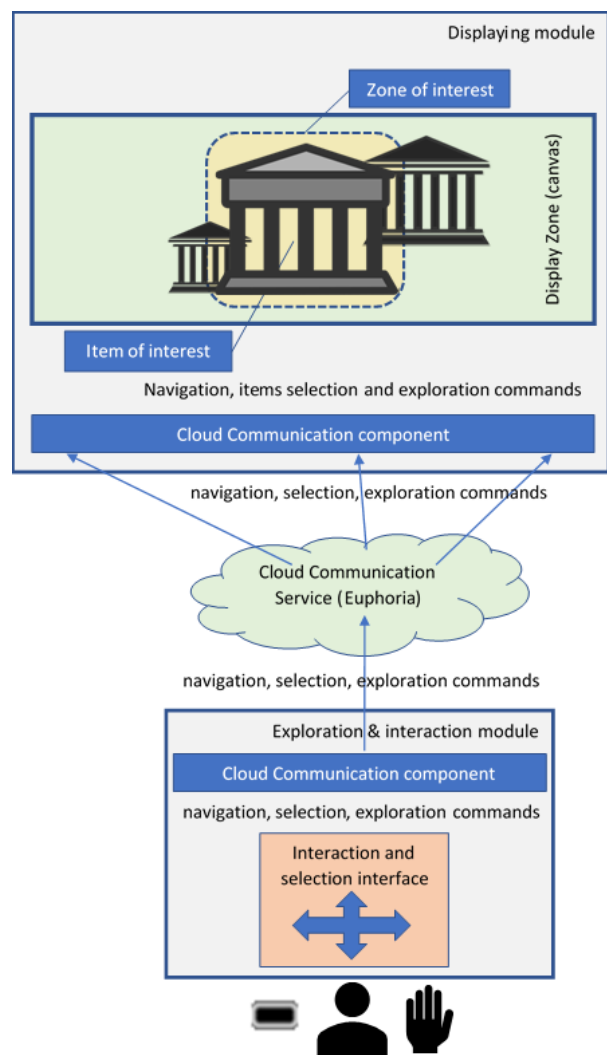 Displaying module
Zone of interest
Display Zone (canvas)
Item of interest
Navigation, items selection and exploration commands
Cloud Communication component
navigation, selection, exploration commands
Cloud Communication
Service (Euphoria)
navigation, selection, exploration commands
Exploration & interaction module
Cloud Communication component
navigation, selection, exploration commands
Interaction and
selection interface